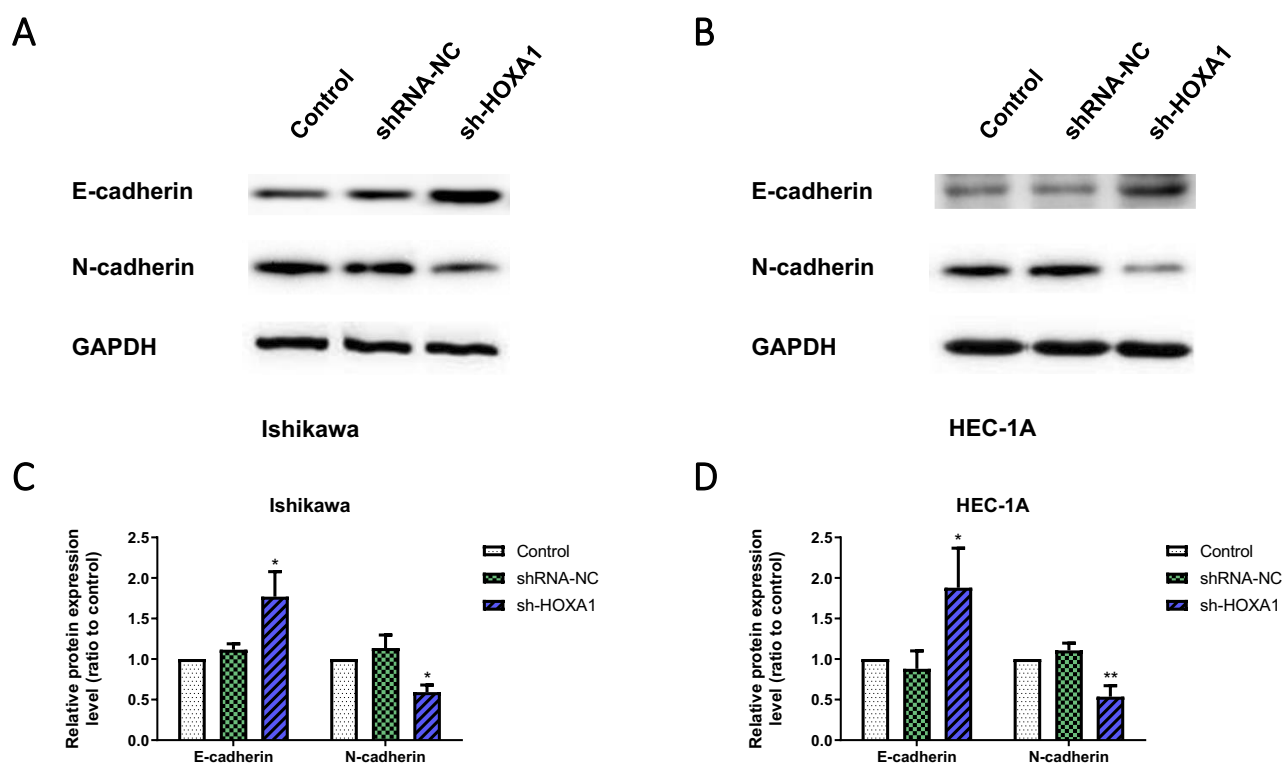 A
Control
shRNA-NC
sh-HOXA1
E-cadherin
N-cadherin
GAPDH
Ishikawa
B
Control
shRNA-NC
sh-HOXA1
E-cadherin
N-cadherin
GAPDH
HEC-1A
C
Ishikawa
Relative protein expression
level (ratio to control)
2.5
2.0
1.5
1.0
0.5
0.0
*
*
E-cadherin
N-cadherin
Control
shRNA-NC
sh-HOXA1
D
HEC-1A
Relative protein expression
level (ratio to control)
2.5
2.0
1.5
1.0
0.5
0.0
*
**
E-cadherin
N-cadherin
Control
shRNA-NC
sh-HOXA1